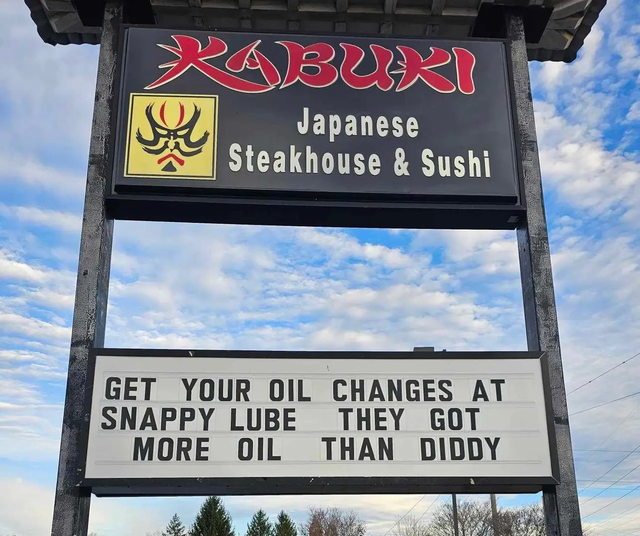 KABUKI
Japanese
Steakhouse & Sushi
GET YOUR OIL CHANGES AT
SNAPPY LUBE THEY GOT
MORE OIL THAN DIDDY